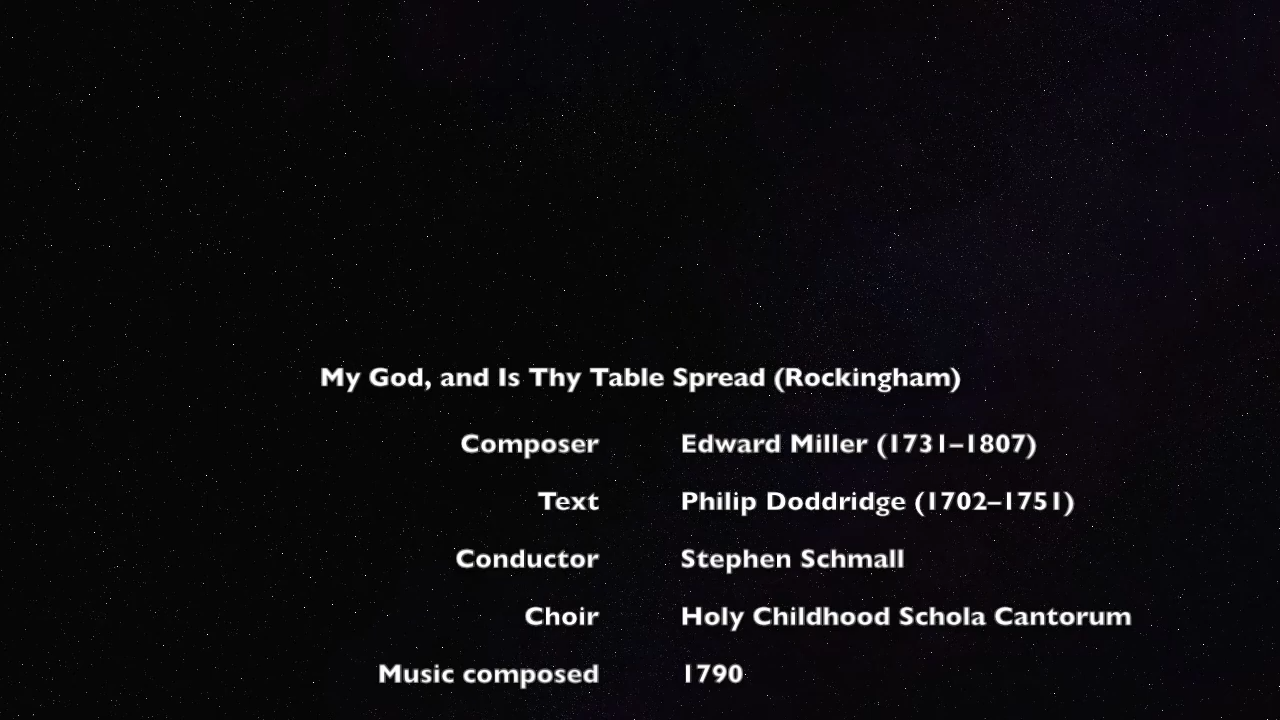 My God, and Is Thy Table Spread (Rockingham)
Composer Edward Miller (1731–1807)
Text Philip Doddridge (1702–1751)
Conductor Stephen Schmall
Choir Holy Childhood Schola Cantorum
Music composed 1790